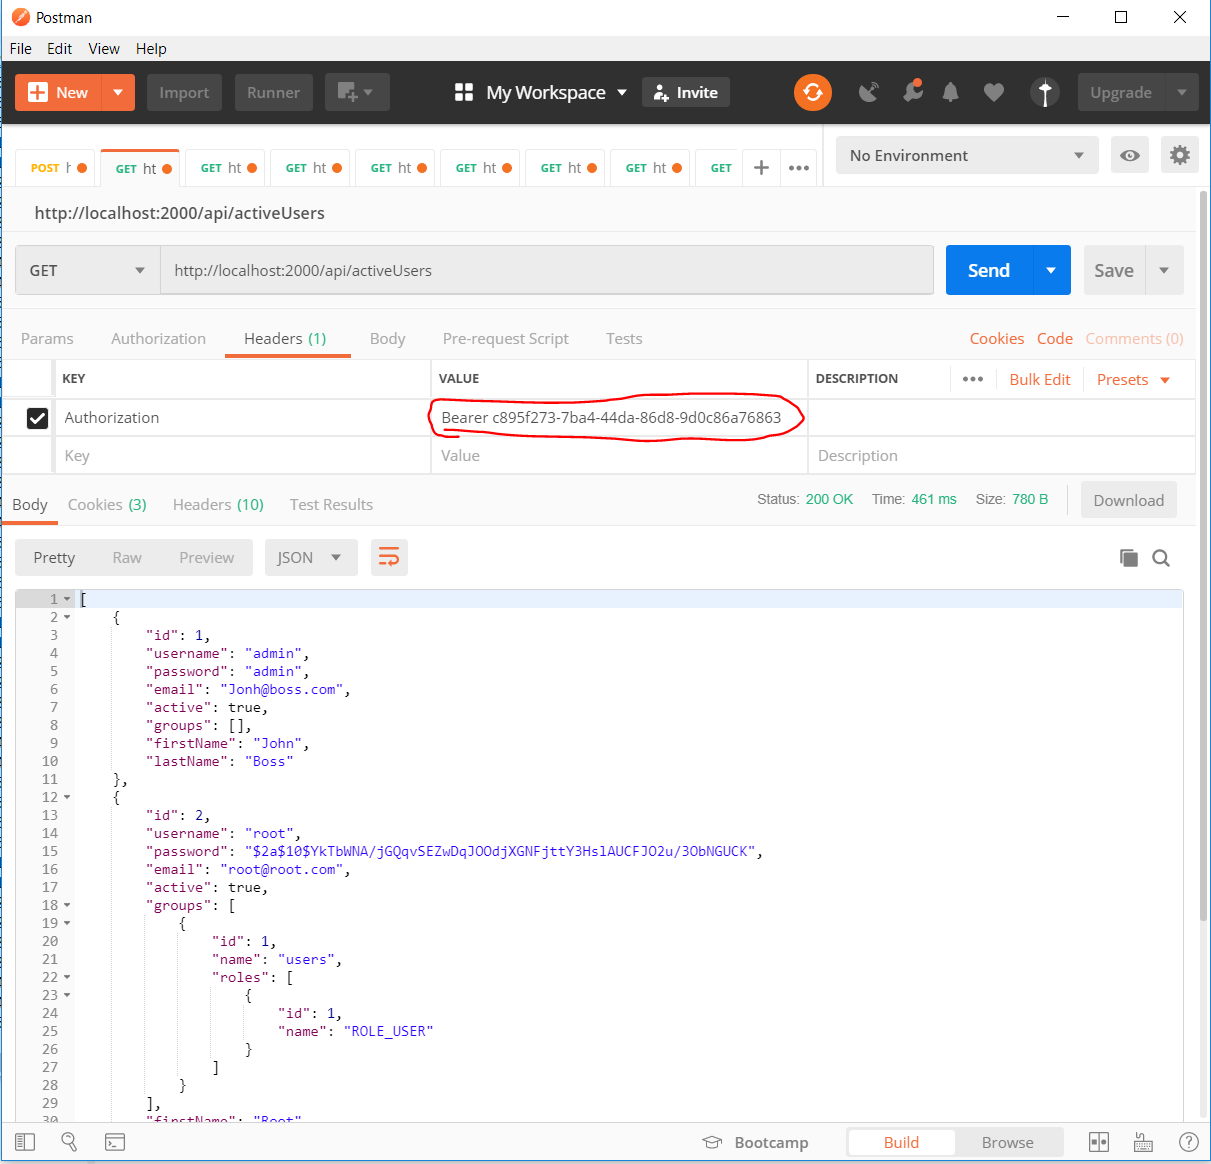 Postman
File Edit View Help
New Import Runner My Workspace Invite Upgrade
POST h GET ht GET ht GET ht GET ht GET ht GET ht GET ht GET No Environment
http://localhost:2000/api/activeUsers
GET http://localhost:2000/api/activeUsers Send Save
Params Authorization Headers (1) Body Pre-request Script Tests Cookies Code Comments (0)
KEY VALUE DESCRIPTION Bulk Edit Presets
Authorization Bearer c895f273-7ba4-44da-86d8-9d0c86a76863
Key Value Description
Body Cookies (3) Headers (10) Test Results Status: 200 OK Time: 461 ms Size: 780 B Download
Pretty Raw Preview JSON
1 [
2 {
3 "id": 1,
4 "username": "admin",
5 "password": "admin",
6 "email": "Jonh@boss.com",
7 "active": true,
8 "groups": [],
9 "firstName": "John",
10 "lastName": "Boss"
11 },
12 {
13 "id": 2,
14 "username": "root",
15 "password": "$2a$10$YkTbWNA/jGQqvSEZwDqJOOdjXGNFjttY3HslAUCFJO2u/3ObNGUCK",
16 "email": "root@root.com",
17 "active": true,
18 "groups": [
19 {
20 "id": 1,
21 "name": "users",
22 "roles": [
23 {
24 "id": 1,
25 "name": "ROLE_USER"
26 }
27 ]
28 }
29 ],
30 "firstName": "Root"
Bootcamp Build Browse